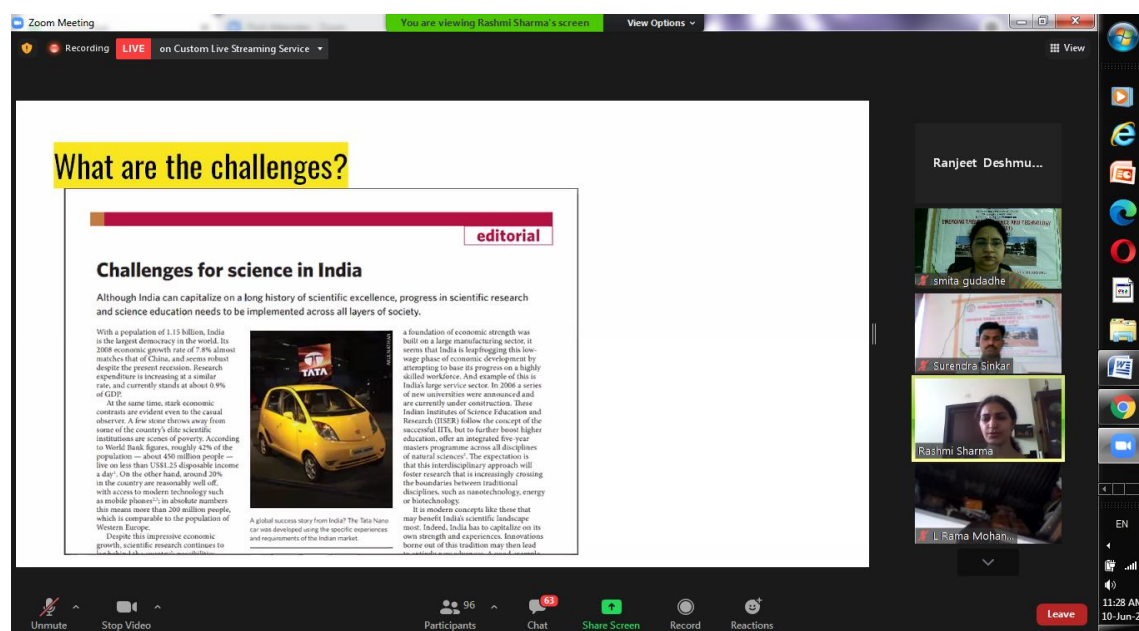 Zoom Meeting
You are viewing Rashmi Sharma's screen
View Options
Recording
LIVE
on Custom Live Streaming Service
View
What are the challenges?
editorial
Challenges for science in India
Although India can capitalize on a long history of scientific excellence, progress in scientific research
and science education needs to be implemented across all layers of society.
With a population of 1.15 billion, India
is the largest democracy in the world. Its
2008 economic growth rate of 7.8% almost
matches that of China, and seems robust
despite the present recession. Research
expenditure is increasing at a similar
rate, and currently stands at about 0.9%
of GDP.
At the same time, stark economic
contrasts are evident even to the casual
observer. A few stone throws away from
some of the country's elite scientific
institutions are scenes of poverty. According
to World Bank figures, roughly 42% of the
population — about 450 million people —
live on less than US$1.25 disposable income
a day¹. On the other hand, around 20%
in the country are reasonably well off,
with access to modern technology such
as mobile phones²,³; in absolute numbers
this means more than 200 million people,
which is comparable to the population of
Western Europe.
Despite this impressive economic
growth, scientific research continues to
TATA
A global success story from India? The Tata Nano
car was developed using the specific experiences
and requirements of the Indian market.
a foundation of economic strength was
built on a large manufacturing sector, it
seems that India is leapfrogging this low-
wage phase of economic development by
attempting to base its progress on a highly
skilled workforce. And example of this is
India's large service sector. In 2006 a series
of new universities were announced and
are currently under construction. These
Indian Institutes of Science Education and
Research (IISER) follow the concept of the
successful IITs, but to further boost higher
education, offer an integrated five-year
masters programme across all disciplines
of natural sciences⁵. The expectation is
that this interdisciplinary approach will
foster research that is increasingly crossing
the boundaries between traditional
disciplines, such as nanotechnology, energy
or biotechnology.
It is modern concepts like these that
may benefit India's scientific landscape
most. Indeed, India has to capitalize on its
own strength and experiences. Innovations
borne out of this tradition may then lead
Ranjeet Deshmu...
smita gudadhe
Surendra Sinkar
Rashmi Sharma
L Rama Mohan...
EN
11:28 AM
10-Jun-2
Unmute
Stop Video
96
Participants
63
Chat
Share Screen
Record
Reactions
Leave